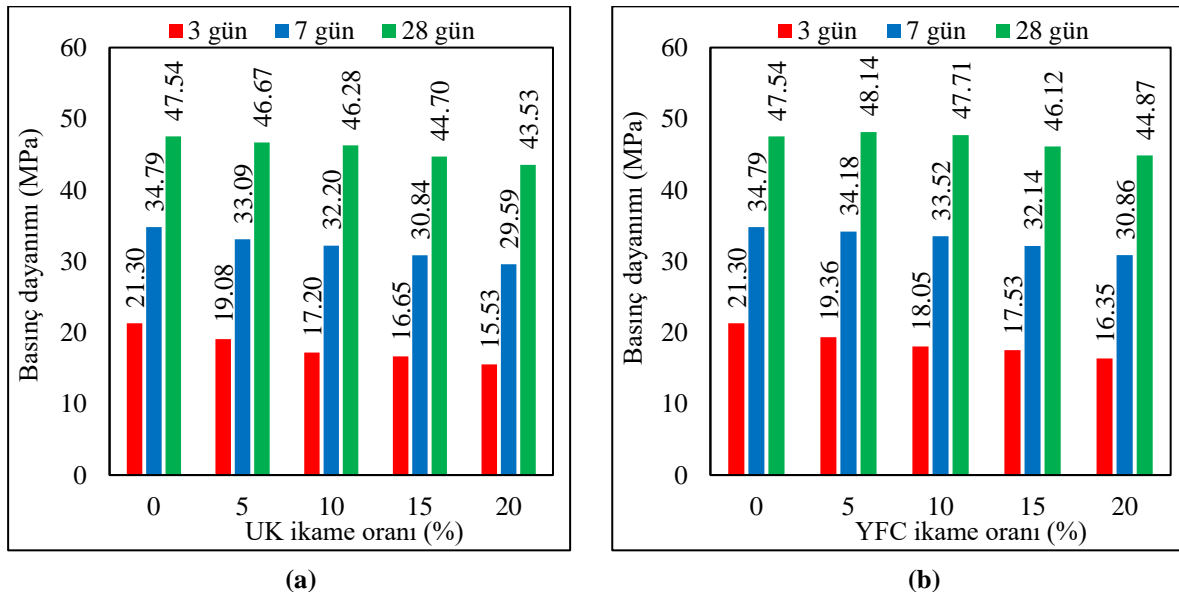 3 gün 7 gün 28 gün
Basınç dayanımı (MPa)
60
50
40
30
20
10
0
21.30 34.79 47.54
19.08 33.09 46.67
17.20 32.20 46.28
16.65 30.84 44.70
15.53 29.59 43.53
0 5 10 15 20
UK ikame oranı (%)
(a)
3 gün 7 gün 28 gün
Basınç dayanımı (MPa)
60
50
40
30
20
10
0
21.30 34.79 47.54
19.36 34.18 48.14
18.05 33.52 47.71
17.53 32.14 46.12
16.35 30.86 44.87
0 5 10 15 20
YFC ikame oranı (%)
(b)